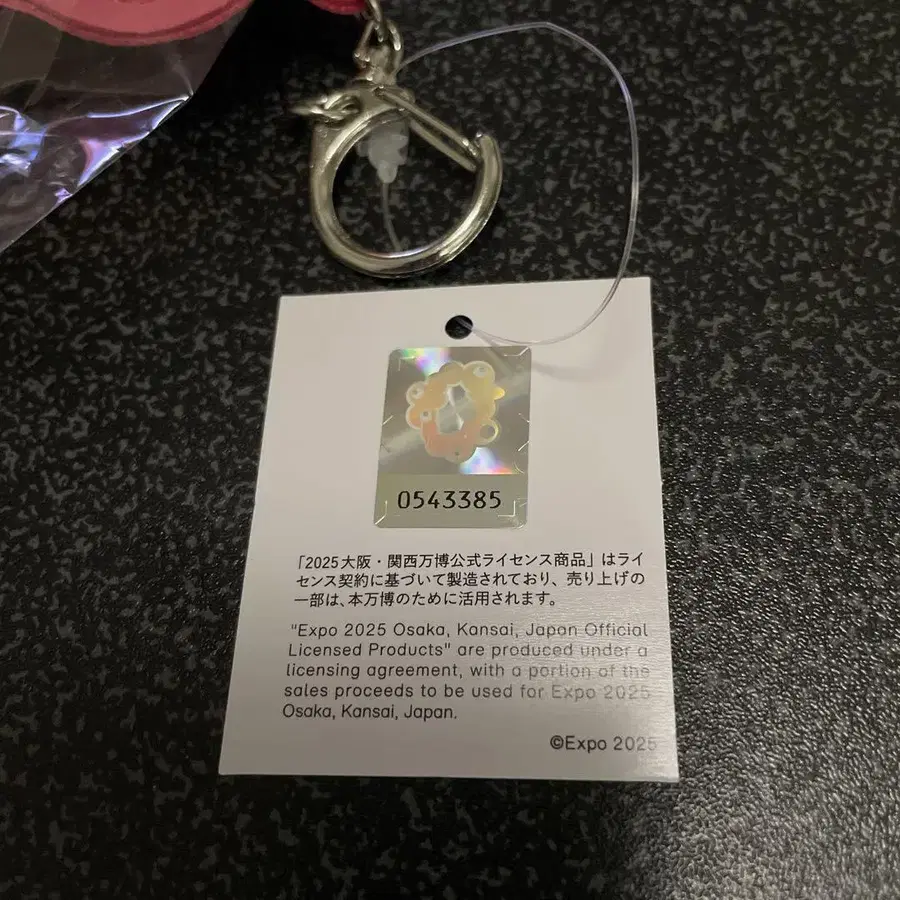 0543385
「2025大阪・関西万博公式ライセンス商品」はライ
センス契約に基づいて製造されており、売り上げの
一部は、本万博のために活用されます。
"Expo 2025 Osaka, Kansai, Japan Official
Licensed Products" are produced under a
licensing agreement, with a portion of the
sales proceeds to be used for Expo 2025
Osaka, Kansai, Japan.
©Expo 2025